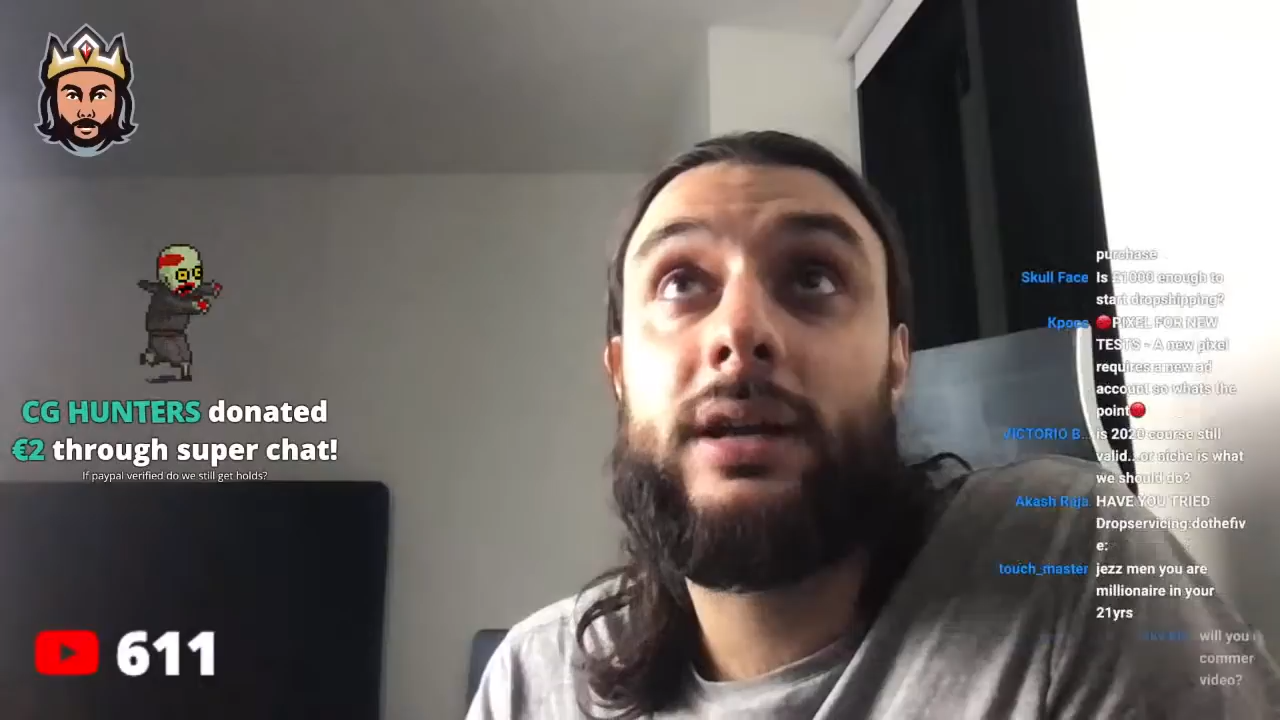 CG HUNTERS donated
€2 through super chat!
If paypal verified do we still get holds?
611
purchase
Skull Face Is £1000 enough to
start dropshipping?
Kpocs 🔴PIXEL FOR NEW
TESTS - A new pixel
requires a new ad
account so whats the
point🔴
VICTORIO B... is 2020 course still
valid...or niche is what
we should do?
Akash Raja HAVE YOU TRIED
Dropservicing:dothefiv
e:
touch_master jezz men you are
millionaire in your
21yrs
will you
commer
video?